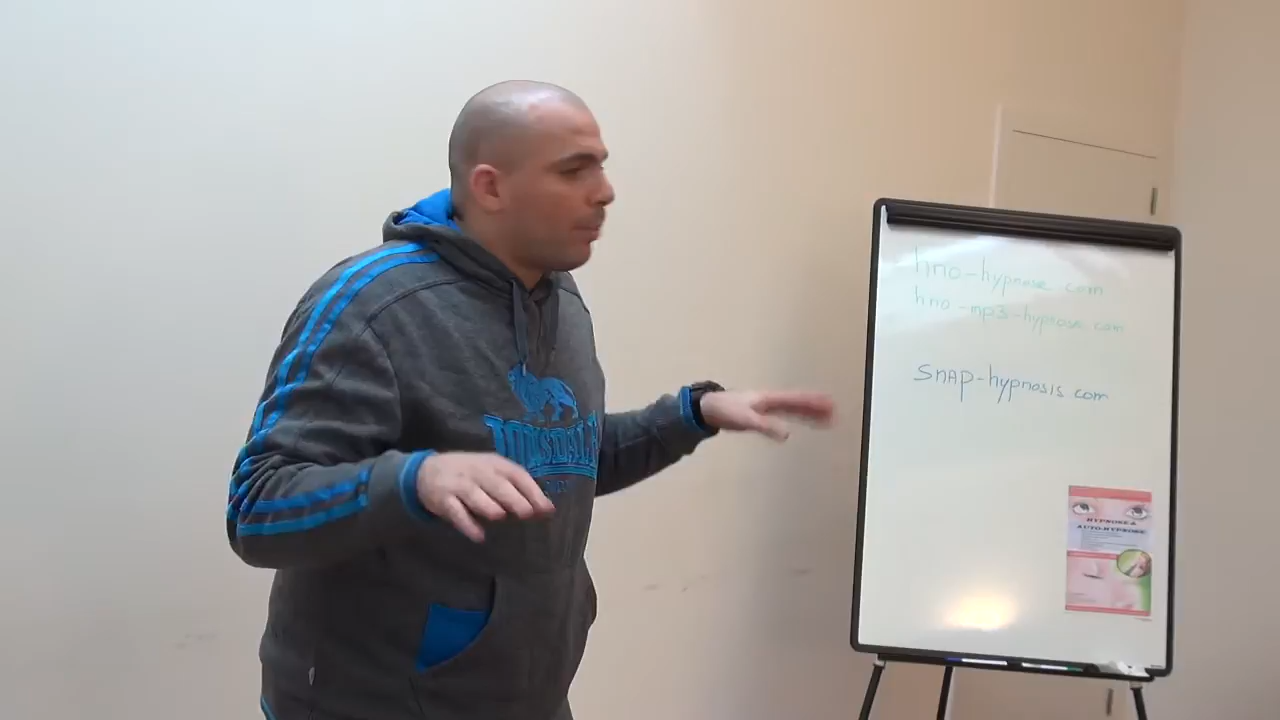 hno-hypnose com
hno-mp3-hypnose com
snap-hypnosis com
LONSDALE
HYPNOSE &
AUTO-HYPNOSE